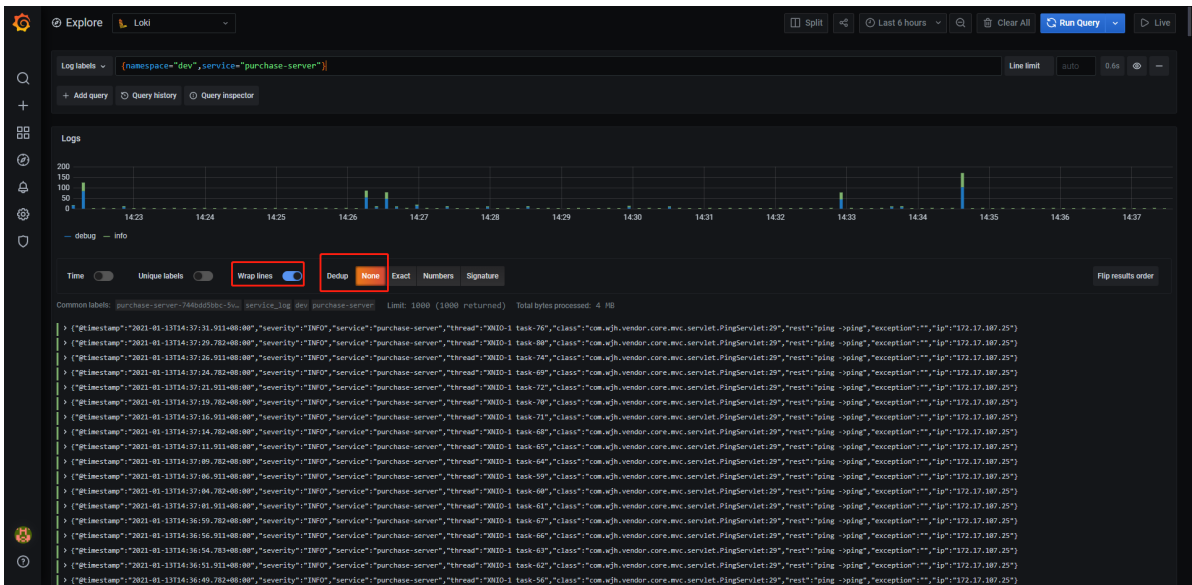 Explore Loki Split Last 6 hours Clear All Run Query Live
Log labels {namespace="dev",service="purchase-server"} Line limit auto 0.6s
+ Add query Query history Query inspector
Logs
200
150
100
50
0
14:23 14:24 14:25 14:26 14:27 14:28 14:29 14:30 14:31 14:32 14:33 14:34 14:35 14:36 14:37
debug info
Time Unique labels Wrap lines Dedup None Exact Numbers Signature Flip results order
Common labels: purchase-server-744bdd5bbc-5v… service_log dev purchase-server Limit: 1000 (1000 returned) Total bytes processed: 4 MB
> {"@timestamp":"2021-01-13T14:37:31.911+08:00","severity":"INFO","service":"purchase-server","thread":"XNIO-1 task-76","class":"com.wjh.vendor.core.mvc.servlet.PingServlet:29","rest":"ping ->ping","exception":"","ip":"172.17.107.25"}
> {"@timestamp":"2021-01-13T14:37:29.782+08:00","severity":"INFO","service":"purchase-server","thread":"XNIO-1 task-80","class":"com.wjh.vendor.core.mvc.servlet.PingServlet:29","rest":"ping ->ping","exception":"","ip":"172.17.107.25"}
> {"@timestamp":"2021-01-13T14:37:26.911+08:00","severity":"INFO","service":"purchase-server","thread":"XNIO-1 task-74","class":"com.wjh.vendor.core.mvc.servlet.PingServlet:29","rest":"ping ->ping","exception":"","ip":"172.17.107.25"}
> {"@timestamp":"2021-01-13T14:37:24.782+08:00","severity":"INFO","service":"purchase-server","thread":"XNIO-1 task-69","class":"com.wjh.vendor.core.mvc.servlet.PingServlet:29","rest":"ping ->ping","exception":"","ip":"172.17.107.25"}
> {"@timestamp":"2021-01-13T14:37:21.911+08:00","severity":"INFO","service":"purchase-server","thread":"XNIO-1 task-72","class":"com.wjh.vendor.core.mvc.servlet.PingServlet:29","rest":"ping ->ping","exception":"","ip":"172.17.107.25"}
> {"@timestamp":"2021-01-13T14:37:19.782+08:00","severity":"INFO","service":"purchase-server","thread":"XNIO-1 task-70","class":"com.wjh.vendor.core.mvc.servlet.PingServlet:29","rest":"ping ->ping","exception":"","ip":"172.17.107.25"}
> {"@timestamp":"2021-01-13T14:37:16.911+08:00","severity":"INFO","service":"purchase-server","thread":"XNIO-1 task-71","class":"com.wjh.vendor.core.mvc.servlet.PingServlet:29","rest":"ping ->ping","exception":"","ip":"172.17.107.25"}
> {"@timestamp":"2021-01-13T14:37:14.782+08:00","severity":"INFO","service":"purchase-server","thread":"XNIO-1 task-68","class":"com.wjh.vendor.core.mvc.servlet.PingServlet:29","rest":"ping ->ping","exception":"","ip":"172.17.107.25"}
> {"@timestamp":"2021-01-13T14:37:11.911+08:00","severity":"INFO","service":"purchase-server","thread":"XNIO-1 task-65","class":"com.wjh.vendor.core.mvc.servlet.PingServlet:29","rest":"ping ->ping","exception":"","ip":"172.17.107.25"}
> {"@timestamp":"2021-01-13T14:37:09.782+08:00","severity":"INFO","service":"purchase-server","thread":"XNIO-1 task-64","class":"com.wjh.vendor.core.mvc.servlet.PingServlet:29","rest":"ping ->ping","exception":"","ip":"172.17.107.25"}
> {"@timestamp":"2021-01-13T14:37:06.911+08:00","severity":"INFO","service":"purchase-server","thread":"XNIO-1 task-59","class":"com.wjh.vendor.core.mvc.servlet.PingServlet:29","rest":"ping ->ping","exception":"","ip":"172.17.107.25"}
> {"@timestamp":"2021-01-13T14:37:04.782+08:00","severity":"INFO","service":"purchase-server","thread":"XNIO-1 task-60","class":"com.wjh.vendor.core.mvc.servlet.PingServlet:29","rest":"ping ->ping","exception":"","ip":"172.17.107.25"}
> {"@timestamp":"2021-01-13T14:37:01.911+08:00","severity":"INFO","service":"purchase-server","thread":"XNIO-1 task-61","class":"com.wjh.vendor.core.mvc.servlet.PingServlet:29","rest":"ping ->ping","exception":"","ip":"172.17.107.25"}
> {"@timestamp":"2021-01-13T14:36:59.782+08:00","severity":"INFO","service":"purchase-server","thread":"XNIO-1 task-67","class":"com.wjh.vendor.core.mvc.servlet.PingServlet:29","rest":"ping ->ping","exception":"","ip":"172.17.107.25"}
> {"@timestamp":"2021-01-13T14:36:56.911+08:00","severity":"INFO","service":"purchase-server","thread":"XNIO-1 task-66","class":"com.wjh.vendor.core.mvc.servlet.PingServlet:29","rest":"ping ->ping","exception":"","ip":"172.17.107.25"}
> {"@timestamp":"2021-01-13T14:36:54.783+08:00","severity":"INFO","service":"purchase-server","thread":"XNIO-1 task-63","class":"com.wjh.vendor.core.mvc.servlet.PingServlet:29","rest":"ping ->ping","exception":"","ip":"172.17.107.25"}
> {"@timestamp":"2021-01-13T14:36:51.911+08:00","severity":"INFO","service":"purchase-server","thread":"XNIO-1 task-62","class":"com.wjh.vendor.core.mvc.servlet.PingServlet:29","rest":"ping ->ping","exception":"","ip":"172.17.107.25"}
> {"@timestamp":"2021-01-13T14:36:49.782+08:00","severity":"INFO","service":"purchase-server","thread":"XNIO-1 task-56","class":"com.wjh.vendor.core.mvc.servlet.PingServlet:29","rest":"ping ->ping","exception":"","ip":"172.17.107.25"}